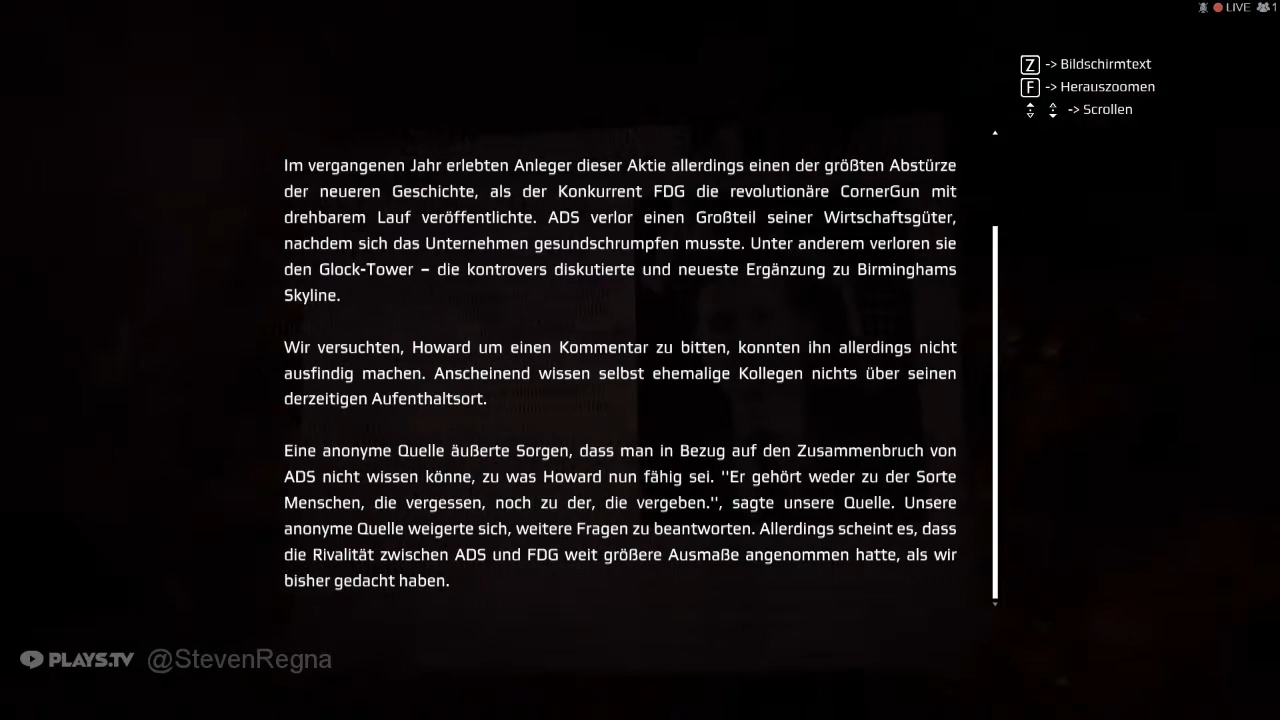 LIVE 1
Z -> Bildschirmtext
F -> Herauszoomen
-> Scrollen
Im vergangenen Jahr erlebten Anleger dieser Aktie allerdings einen der größten Abstürze
der neueren Geschichte, als der Konkurrent FDG die revolutionäre CornerGun mit
drehbarem Lauf veröffentlichte. ADS verlor einen Großteil seiner Wirtschaftsgüter,
nachdem sich das Unternehmen gesundschrumpfen musste. Unter anderem verloren sie
den Glock-Tower – die kontrovers diskutierte und neueste Ergänzung zu Birminghams
Skyline.
Wir versuchten, Howard um einen Kommentar zu bitten, konnten ihn allerdings nicht
ausfindig machen. Anscheinend wissen selbst ehemalige Kollegen nichts über seinen
derzeitigen Aufenthaltsort.
Eine anonyme Quelle äußerte Sorgen, dass man in Bezug auf den Zusammenbruch von
ADS nicht wissen könne, zu was Howard nun fähig sei. ''Er gehört weder zu der Sorte
Menschen, die vergessen, noch zu der, die vergeben.'', sagte unsere Quelle. Unsere
anonyme Quelle weigerte sich, weitere Fragen zu beantworten. Allerdings scheint es, dass
die Rivalität zwischen ADS und FDG weit größere Ausmaße angenommen hatte, als wir
bisher gedacht haben.
PLAYS.TV @StevenRegna